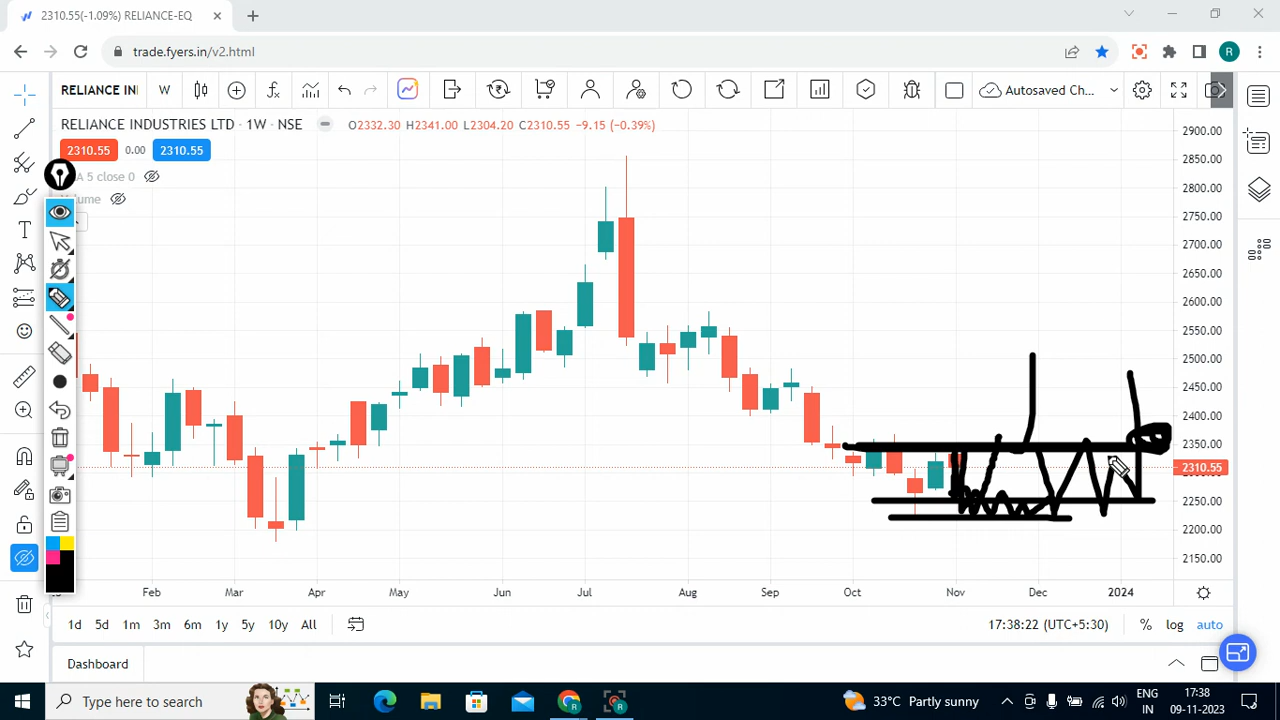 2310.55(-1.09%) RELIANCE-EQ
trade.fyers.in/v2.html
R
RELIANCE IN
W
Autosaved Ch...
RELIANCE INDUSTRIES LTD · 1W · NSE
O2332.30 H2341.00 L2304.20 C2310.55 −9.15 (−0.39%)
2310.55 0.00 2310.55
A 5 close 0
ume
2900.00
2850.00
2800.00
2750.00
2700.00
2650.00
2600.00
2550.00
2500.00
2450.00
2400.00
2350.00
2310.55
2250.00
2200.00
2150.00
Feb Mar Apr May Jun Jul Aug Sep Oct Nov Dec 2024
1d 5d 1m 3m 6m 1y 5y 10y All
17:38:22 (UTC+5:30) % log auto
Dashboard
Type here to search
33°C Partly sunny
ENG
IN
17:38
09-11-2023